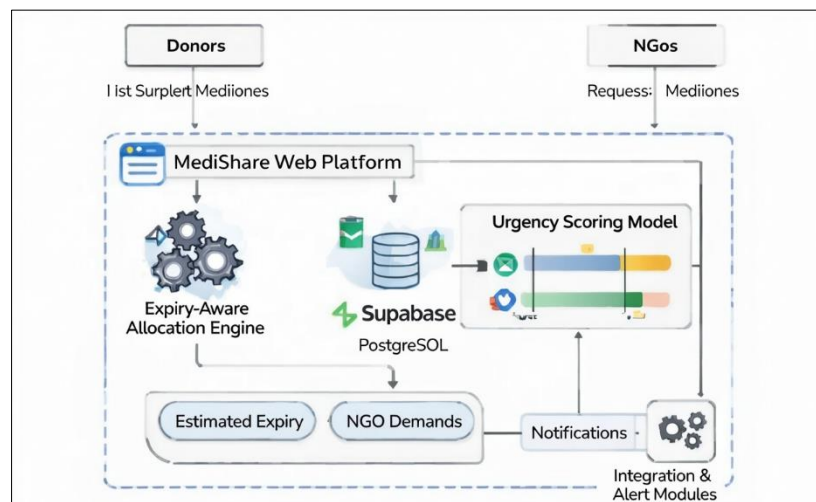 Donors
NGos
I ist Surplert Mediiones
Requess: Mediiones
MediShare Web Platform
Urgency Scoring Model
Expiry-Aware
Allocation Engine
Supabase
PostgreSOL
Estimated Expiry
NGO Demands
Notifications
Integration &
Alert Modules